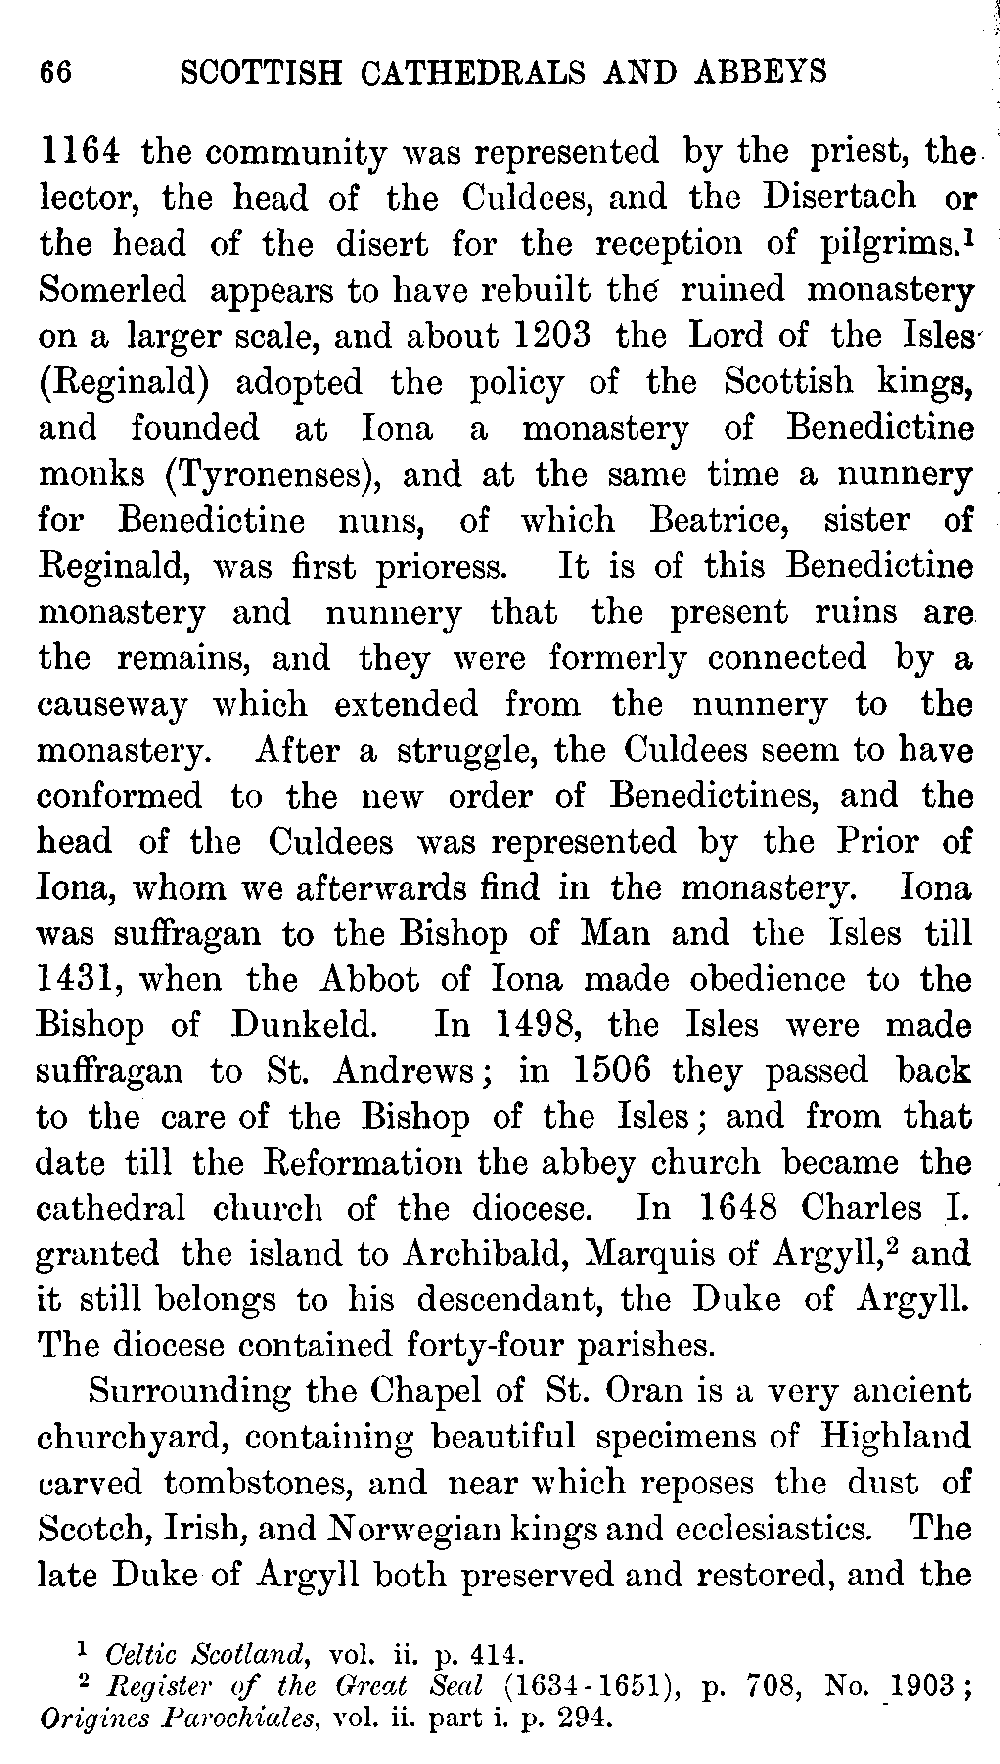 66 SCOTTISH CATHEDRALS AND ABBEYS
1164 the community was represented by the priest, the
lector, the head of the Culdees, and the Disertach or
the head of the disert for the reception of pilgrims.¹
Somerled appears to have rebuilt the ruined monastery
on a larger scale, and about 1203 the Lord of the Isles
(Reginald) adopted the policy of the Scottish kings,
and founded at Iona a monastery of Benedictine
monks (Tyronenses), and at the same time a nunnery
for Benedictine nuns, of which Beatrice, sister of
Reginald, was first prioress. It is of this Benedictine
monastery and nunnery that the present ruins are
the remains, and they were formerly connected by a
causeway which extended from the nunnery to the
monastery. After a struggle, the Culdees seem to have
conformed to the new order of Benedictines, and the
head of the Culdees was represented by the Prior of
Iona, whom we afterwards find in the monastery. Iona
was suffragan to the Bishop of Man and the Isles till
1431, when the Abbot of Iona made obedience to the
Bishop of Dunkeld. In 1498, the Isles were made
suffragan to St. Andrews; in 1506 they passed back
to the care of the Bishop of the Isles; and from that
date till the Reformation the abbey church became the
cathedral church of the diocese. In 1648 Charles I.
granted the island to Archibald, Marquis of Argyll,² and
it still belongs to his descendant, the Duke of Argyll.
The diocese contained forty-four parishes.
Surrounding the Chapel of St. Oran is a very ancient
churchyard, containing beautiful specimens of Highland
carved tombstones, and near which reposes the dust of
Scotch, Irish, and Norwegian kings and ecclesiastics. The
late Duke of Argyll both preserved and restored, and the
¹ Celtic Scotland, vol. ii. p. 414.
² Register of the Great Seal (1634-1651), p. 708, No. 1903;
Origines Parochiales, vol. ii. part i. p. 294.